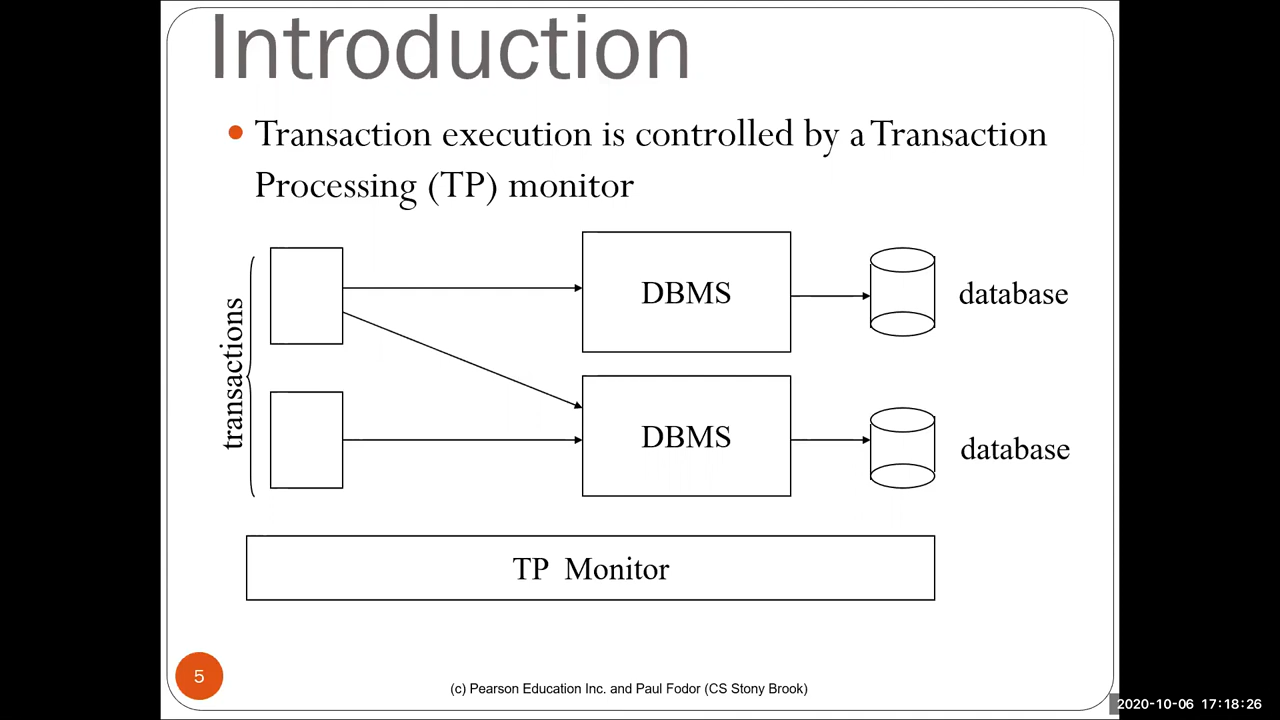 Introduction
Transaction execution is controlled by a Transaction
Processing (TP) monitor
transactions
DBMS
database
DBMS
database
TP Monitor
5
(c) Pearson Education Inc. and Paul Fodor (CS Stony Brook)
2020-10-06 17:18:26